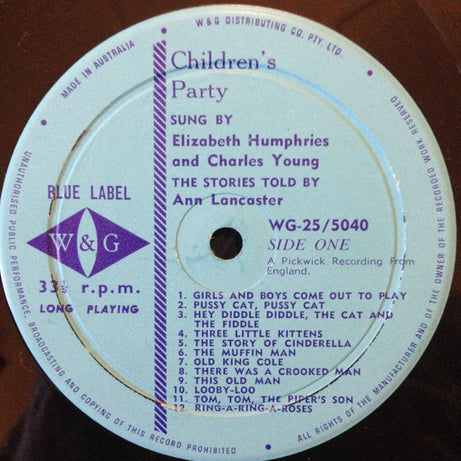 W&G DISTRIBUTING CO. PTY. LTD.
MADE IN AUSTRALIA
Children's
Party
SUNG BY
Elizabeth Humphries
and Charles Young
THE STORIES TOLD BY
Ann Lancaster
BLUE LABEL
W&G
33⅓ r.p.m.
LONG PLAYING
WG-25/5040
SIDE ONE
A Pickwick Recording From
England.
1. GIRLS AND BOYS COME OUT TO PLAY
2. PUSSY CAT, PUSSY CAT
3. HEY DIDDLE DIDDLE, THE CAT AND
THE FIDDLE
4. THREE LITTLE KITTENS
5. THE STORY OF CINDERELLA
6. THE MUFFIN MAN
7. OLD KING COLE
8. THERE WAS A CROOKED MAN
9. THIS OLD MAN
10. LOOBY-LOO
11. TOM, TOM, THE PIPER'S SON
12. RING-A-RING-A-ROSES
UNAUTHORISED PUBLIC PERFORMANCE, BROADCASTING AND COPYING OF THIS RECORD PROHIBITED
ALL RIGHTS OF THE MANUFACTURER AND OF THE OWNER OF THE RECORDED WORK RESERVED